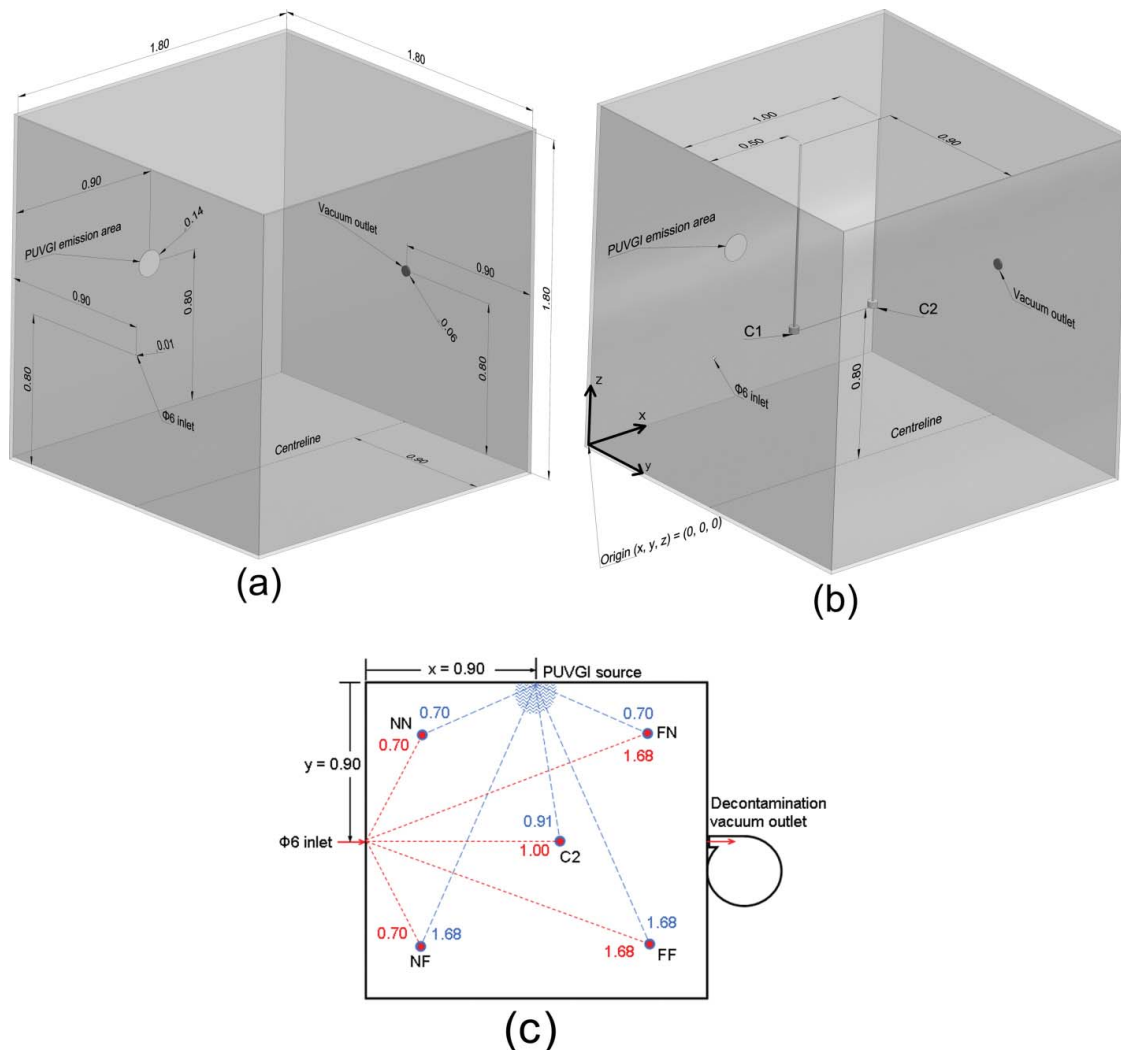 1.80
1.80
0.90
0.14
PUVGI emission area
Vacuum outlet
0.90
0.90
0.80
0.06
1.80
0.01
0.80
0.80
Φ6 inlet
Centreline
0.90
(a)
1.00
0.50
0.90
PUVGI emission area
C1
C2
Vacuum outlet
Φ6 inlet
0.80
z
x
y
Centreline
Origin (x, y, z) = (0, 0, 0)
(b)
x = 0.90
PUVGI source
NN
0.70
0.70
FN
0.70
1.68
y = 0.90
Decontamination
vacuum outlet
0.91
Φ6 inlet
1.00
C2
0.70
1.68
NF
1.68
1.68
FF
(c)